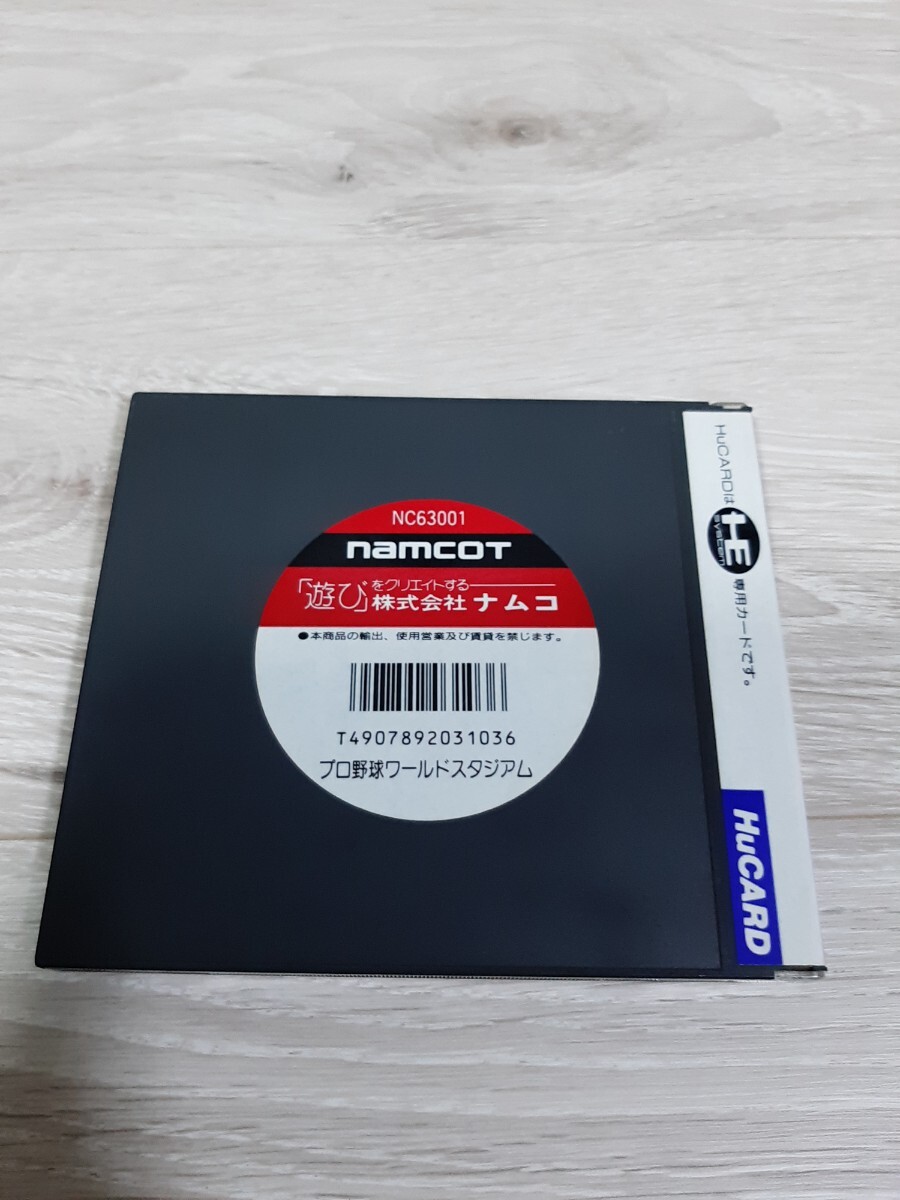 NC63001
namcoT
「遊び」をクリエイトする
株式会社ナムコ
●本商品の輸出、使用営業及び賃貸を禁じます。
T4907892031036
プロ野球ワールドスタジアム
HuCARDは HE system 専用カードです。
HuCARD